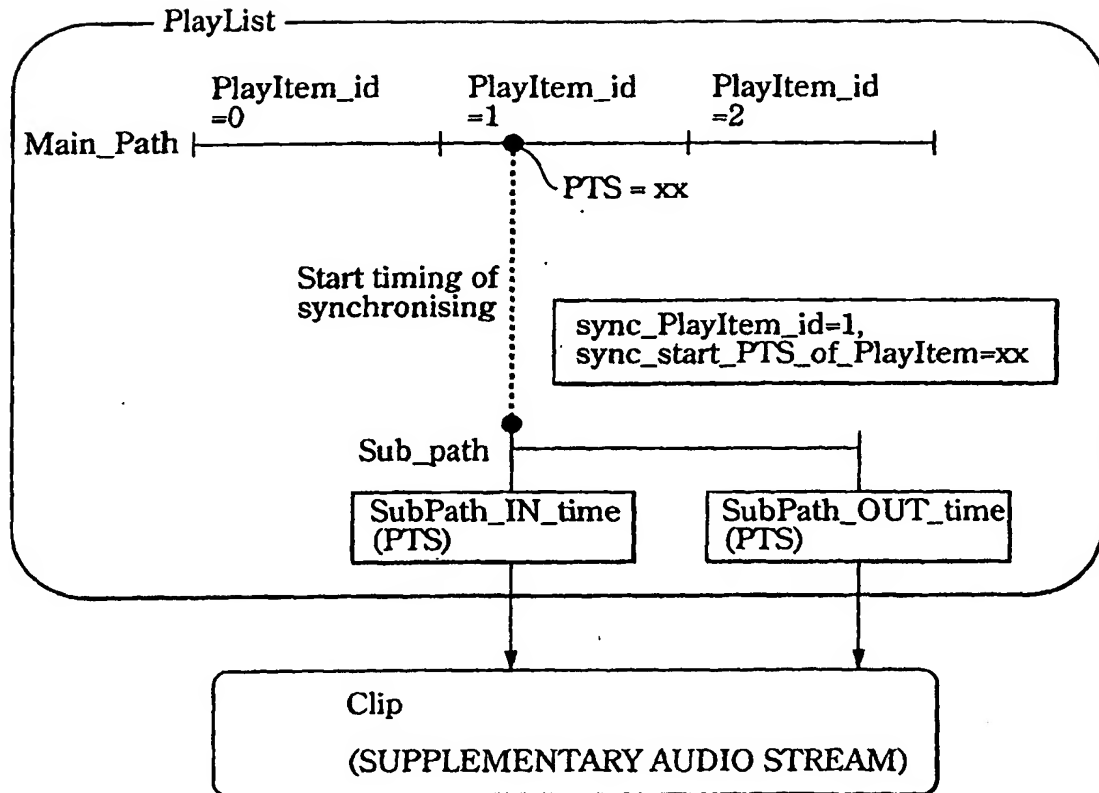 PlayList
PlayItem_id
=0
PlayItem_id
=1
PlayItem_id
=2
Main_Path
PTS = xx
Start timing of
synchronising
sync_PlayItem_id=1,
sync_start_PTS_of_PlayItem=xx
Sub_path
SubPath_IN_time
(PTS)
SubPath_OUT_time
(PTS)
Clip
(SUPPLEMENTARY AUDIO STREAM)